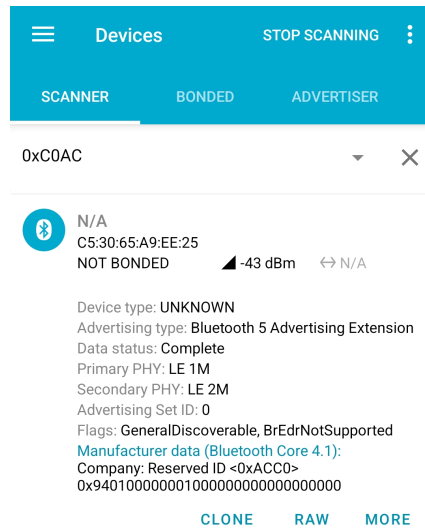 Devices STOP SCANNING
SCANNER BONDED ADVERTISER
0xC0AC
N/A
C5:30:65:A9:EE:25
NOT BONDED -43 dBm N/A
Device type: UNKNOWN
Advertising type: Bluetooth 5 Advertising Extension
Data status: Complete
Primary PHY: LE 1M
Secondary PHY: LE 2M
Advertising Set ID: 0
Flags: GeneralDiscoverable, BrEdrNotSupported
Manufacturer data (Bluetooth Core 4.1):
Company: Reserved ID <0xACC0>
0x9401000000010000000000000000000
CLONE RAW MORE